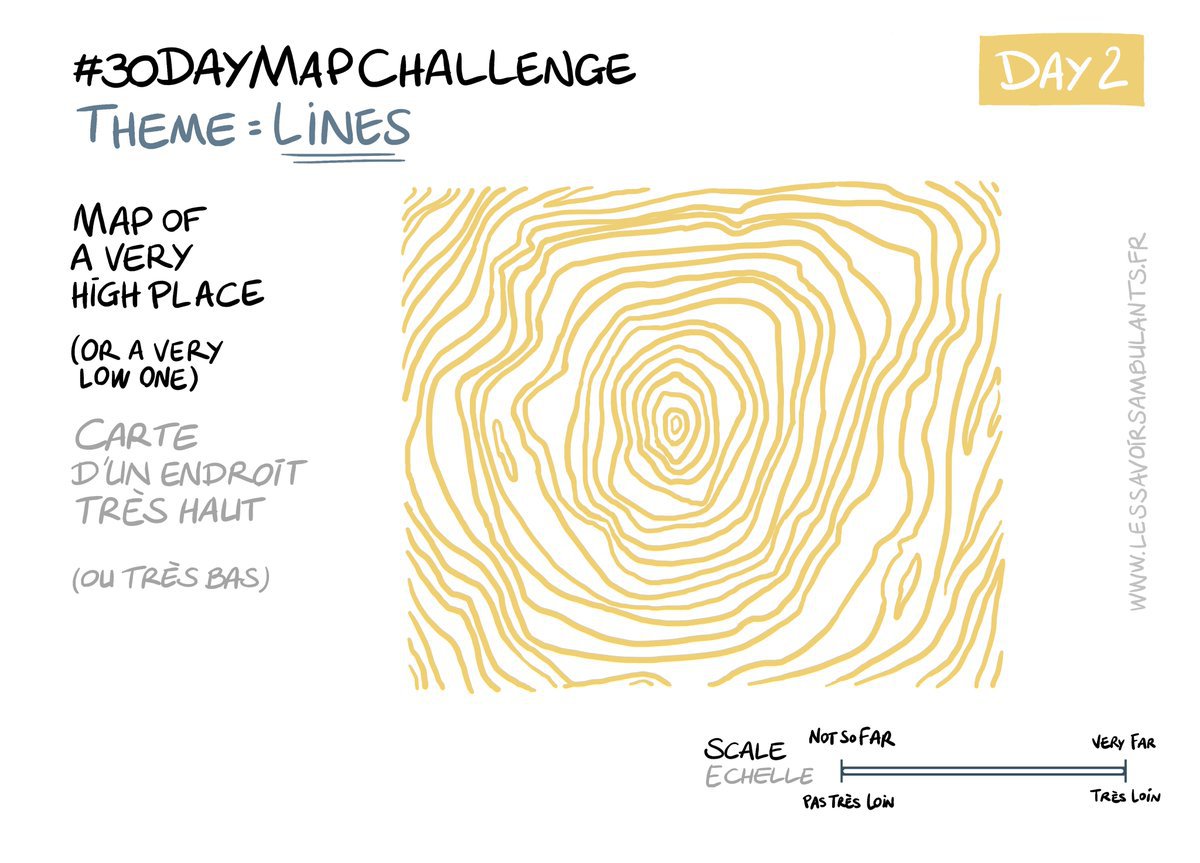 #30DAYMAPCHALLENGE
THEME = LINES
DAY 2
MAP OF
A VERY
HIGH PLACE
(OR A VERY
LOW ONE)
CARTE
D'UN ENDROIT
TRÈS HAUT
(OU TRÈS BAS)
WWW.LESSAVOIRSAMBULANTS.FR
SCALE
ECHELLE
NOT SO FAR
VERY FAR
PAS TRÈS LOIN
TRÈS LOIN